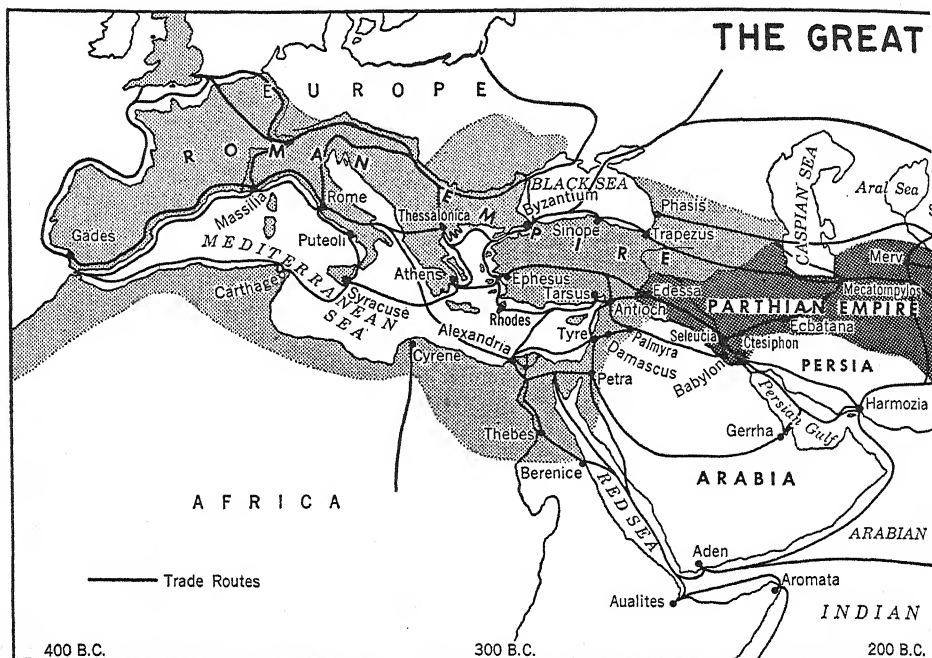 THE GREAT
EUROPE
ROMAN EMPIRE
BLACK SEA
CASPIAN SEA
Aral Sea
Byzantium
Phasis
Massilia
Rome
Thessalonica
Sinope
Trapezus
Gades
Puteoli
Merv
MEDITERRANEAN SEA
Carthage
Athens
Ephesus
Edessa
Mecatompylos
Syracuse
Tarsus
Antioch
PARTHIAN EMPIRE
Rhodes
Seleucia
Ecbatana
Alexandria
Tyre
Palmyra
Ctesiphon
Cyrene
Damascus
Babylon
PERSIA
Petra
Persian Gulf
Harmozia
Thebes
Gerrha
Berenice
RED SEA
ARABIA
AFRICA
ARABIAN
Aden
Trade Routes
Aualites
Aromata
INDIAN
400 B.C.
300 B.C.
200 B.C.